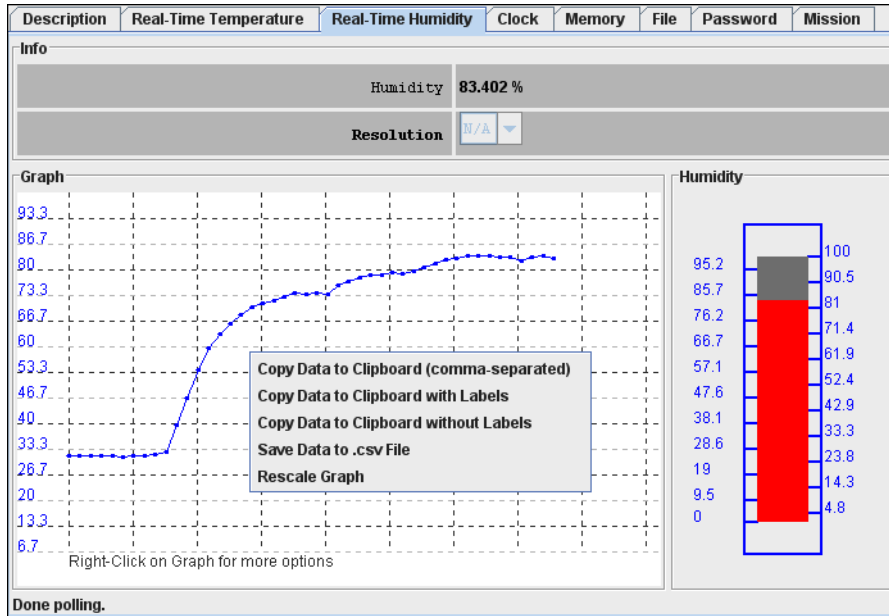 Description Real-Time Temperature Real-Time Humidity Clock Memory File Password Mission
Info
Humidity 83.402 %
Resolution N/A
Graph
93.3
86.7
80
73.3
66.7
60
53.3
46.7
40
33.3
26.7
20
13.3
6.7
Copy Data to Clipboard (comma-separated)
Copy Data to Clipboard with Labels
Copy Data to Clipboard without Labels
Save Data to .csv File
Rescale Graph
Right-Click on Graph for more options
Humidity
100
95.2
90.5
85.7
81
76.2
71.4
66.7
61.9
57.1
52.4
47.6
42.9
38.1
33.3
28.6
23.8
19
14.3
9.5
4.8
0
Done polling.